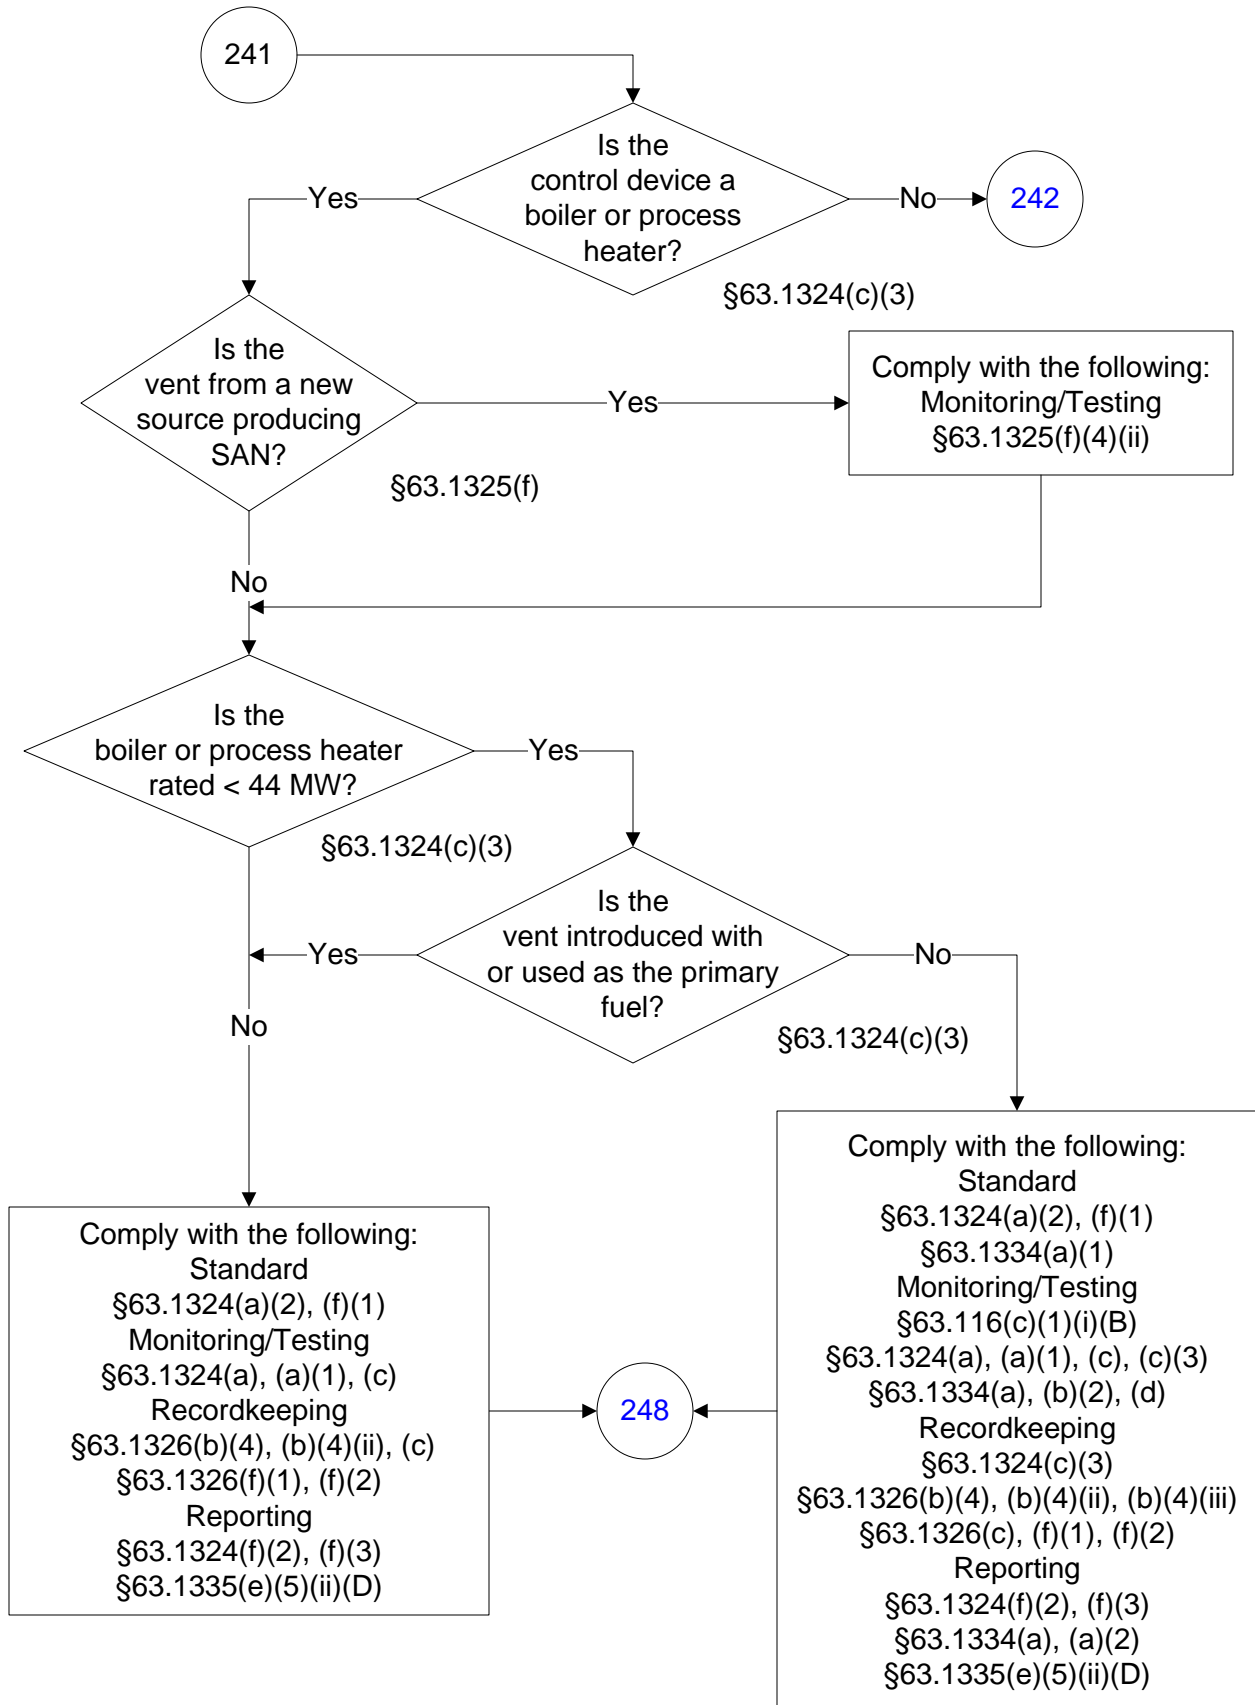 241
Is the
control device a
boiler or process
heater?
Yes
No
242
§63.1324(c)(3)
Is the
vent from a new
source producing
SAN?
Yes
Comply with the following:
Monitoring/Testing
§63.1325(f)(4)(ii)
§63.1325(f)
No
Is the
boiler or process heater
rated < 44 MW?
Yes
§63.1324(c)(3)
Is the
vent introduced with
or used as the primary
fuel?
Yes
No
§63.1324(c)(3)
No
Comply with the following:
Standard
§63.1324(a)(2), (f)(1)
Monitoring/Testing
§63.1324(a), (a)(1), (c)
Recordkeeping
§63.1326(b)(4), (b)(4)(ii), (c)
§63.1326(f)(1), (f)(2)
Reporting
§63.1324(f)(2), (f)(3)
§63.1335(e)(5)(ii)(D)
248
Comply with the following:
Standard
§63.1324(a)(2), (f)(1)
§63.1334(a)(1)
Monitoring/Testing
§63.116(c)(1)(i)(B)
§63.1324(a), (a)(1), (c), (c)(3)
§63.1334(a), (b)(2), (d)
Recordkeeping
§63.1324(c)(3)
§63.1326(b)(4), (b)(4)(ii), (b)(4)(iii)
§63.1326(c), (f)(1), (f)(2)
Reporting
§63.1324(f)(2), (f)(3)
§63.1334(a), (a)(2)
§63.1335(e)(5)(ii)(D)